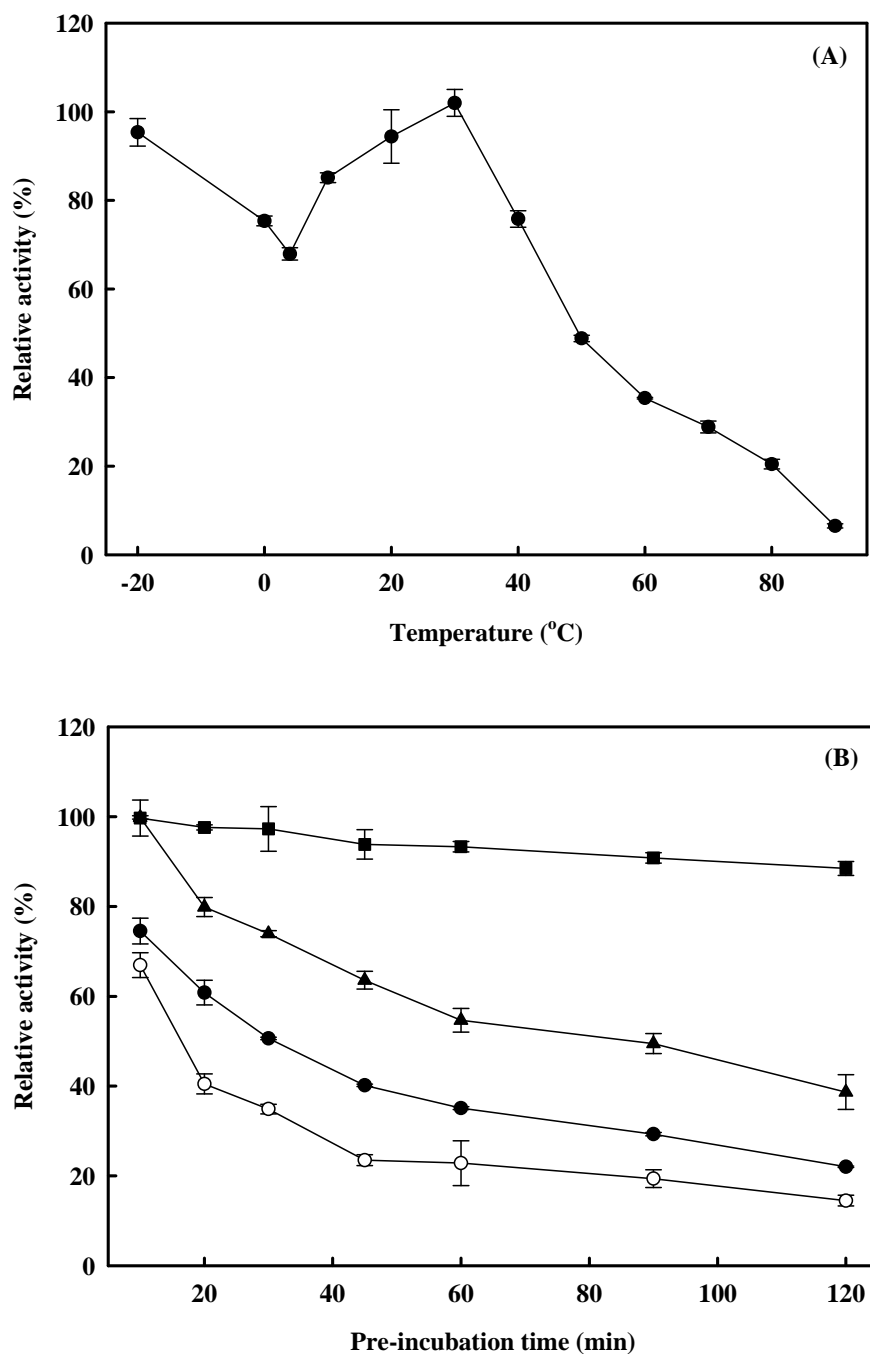 (A)
Relative activity (%)
120
100
80
60
40
20
0
-20 0 20 40 60 80
Temperature (°C)
(B)
Relative activity (%)
120
100
80
60
40
20
0
20 40 60 80 100 120
Pre-incubation time (min)